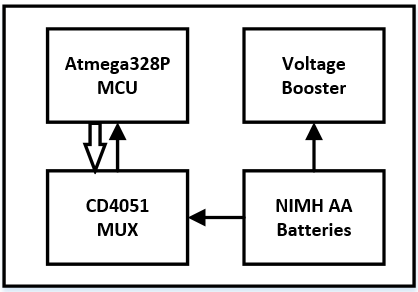 Atmega328P
MCU
Voltage
Booster
CD4051
MUX
NIMH AA
Batteries